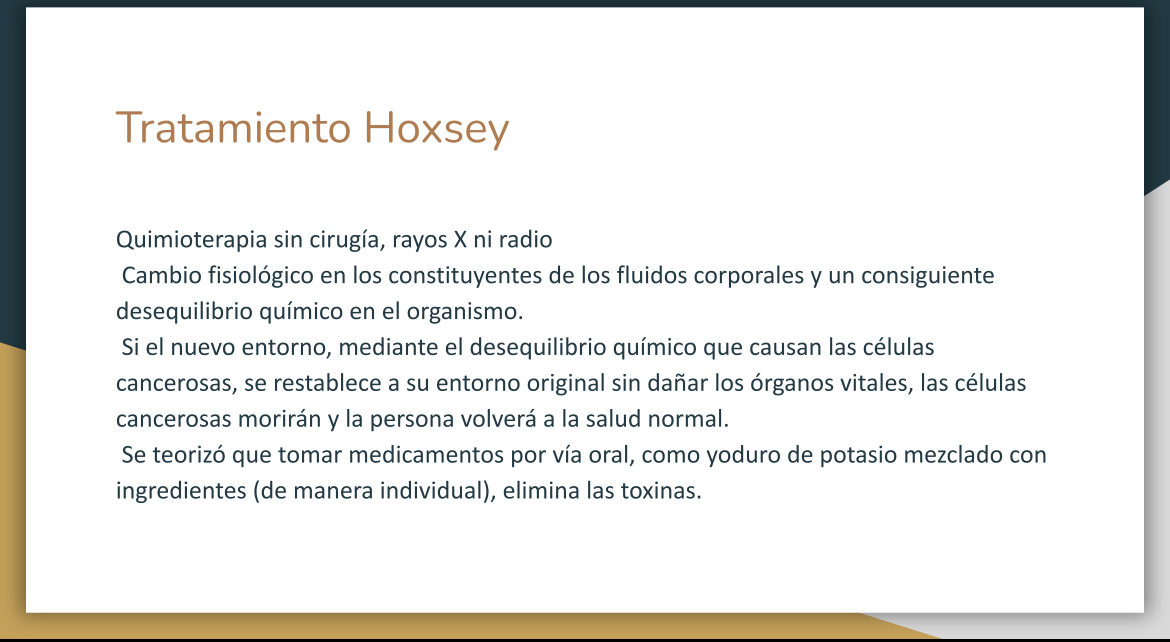 Tratamiento Hoxsey
Quimioterapia sin cirugía, rayos X ni radio
Cambio fisiológico en los constituyentes de los fluidos corporales y un consiguiente
desequilibrio químico en el organismo.
Si el nuevo entorno, mediante el desequilibrio químico que causan las células
cancerosas, se restablece a su entorno original sin dañar los órganos vitales, las células
cancerosas morirán y la persona volverá a la salud normal.
Se teorizó que tomar medicamentos por vía oral, como yoduro de potasio mezclado con
ingredientes (de manera individual), elimina las toxinas.